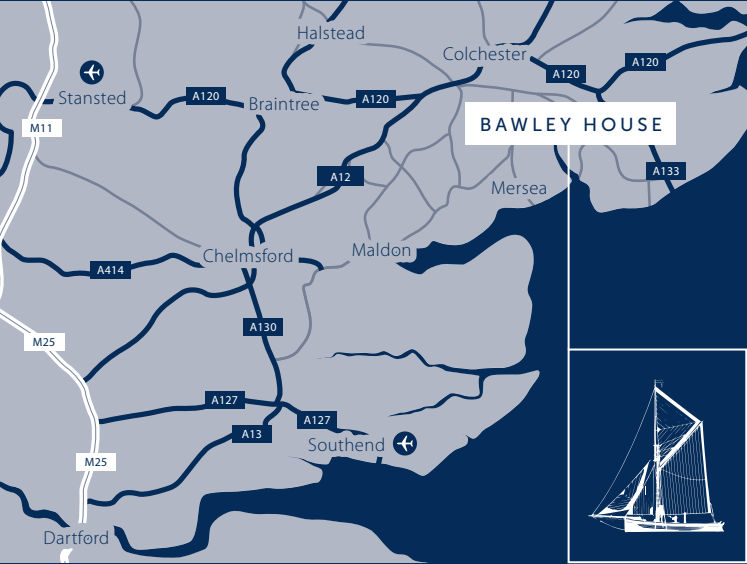 Halstead
Colchester
A120
A120
Stansted
A120
Braintree
A120
M11
BAWLEY HOUSE
A12
A133
Mersea
Chelmsford
Maldon
A414
A130
M25
A127
A127
A13
Southend
M25
Dartford